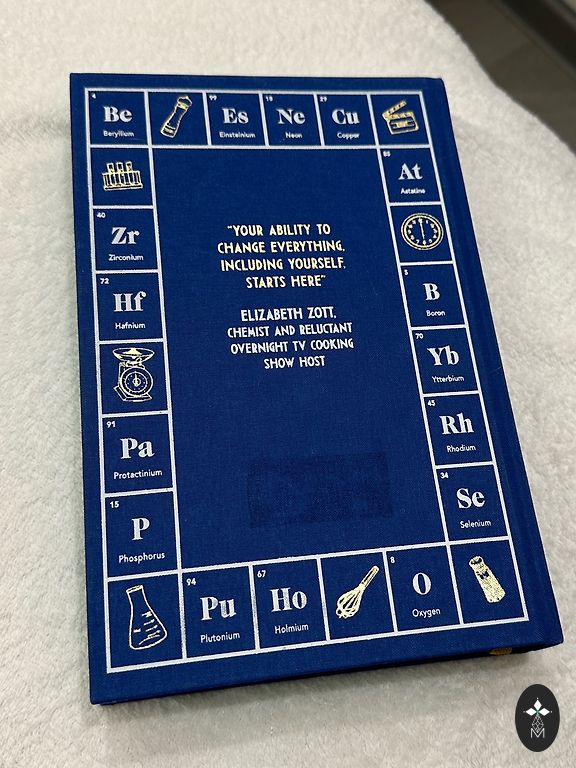 4
Be
Beryllium
99
Es
Einsteinium
10
Ne
Neon
29
Cu
Copper
85
At
Astatine
40
Zr
Zirconium
72
Hf
Hafnium
91
Pa
Protactinium
15
P
Phosphorus
"YOUR ABILITY TO
CHANGE EVERYTHING,
INCLUDING YOURSELF,
STARTS HERE"
ELIZABETH ZOTT,
CHEMIST AND RELUCTANT
OVERNIGHT TV COOKING
SHOW HOST
5
B
Boron
70
Yb
Ytterbium
45
Rh
Rhodium
34
Se
Selenium
94
Pu
Plutonium
67
Ho
Holmium
8
O
Oxygen
M